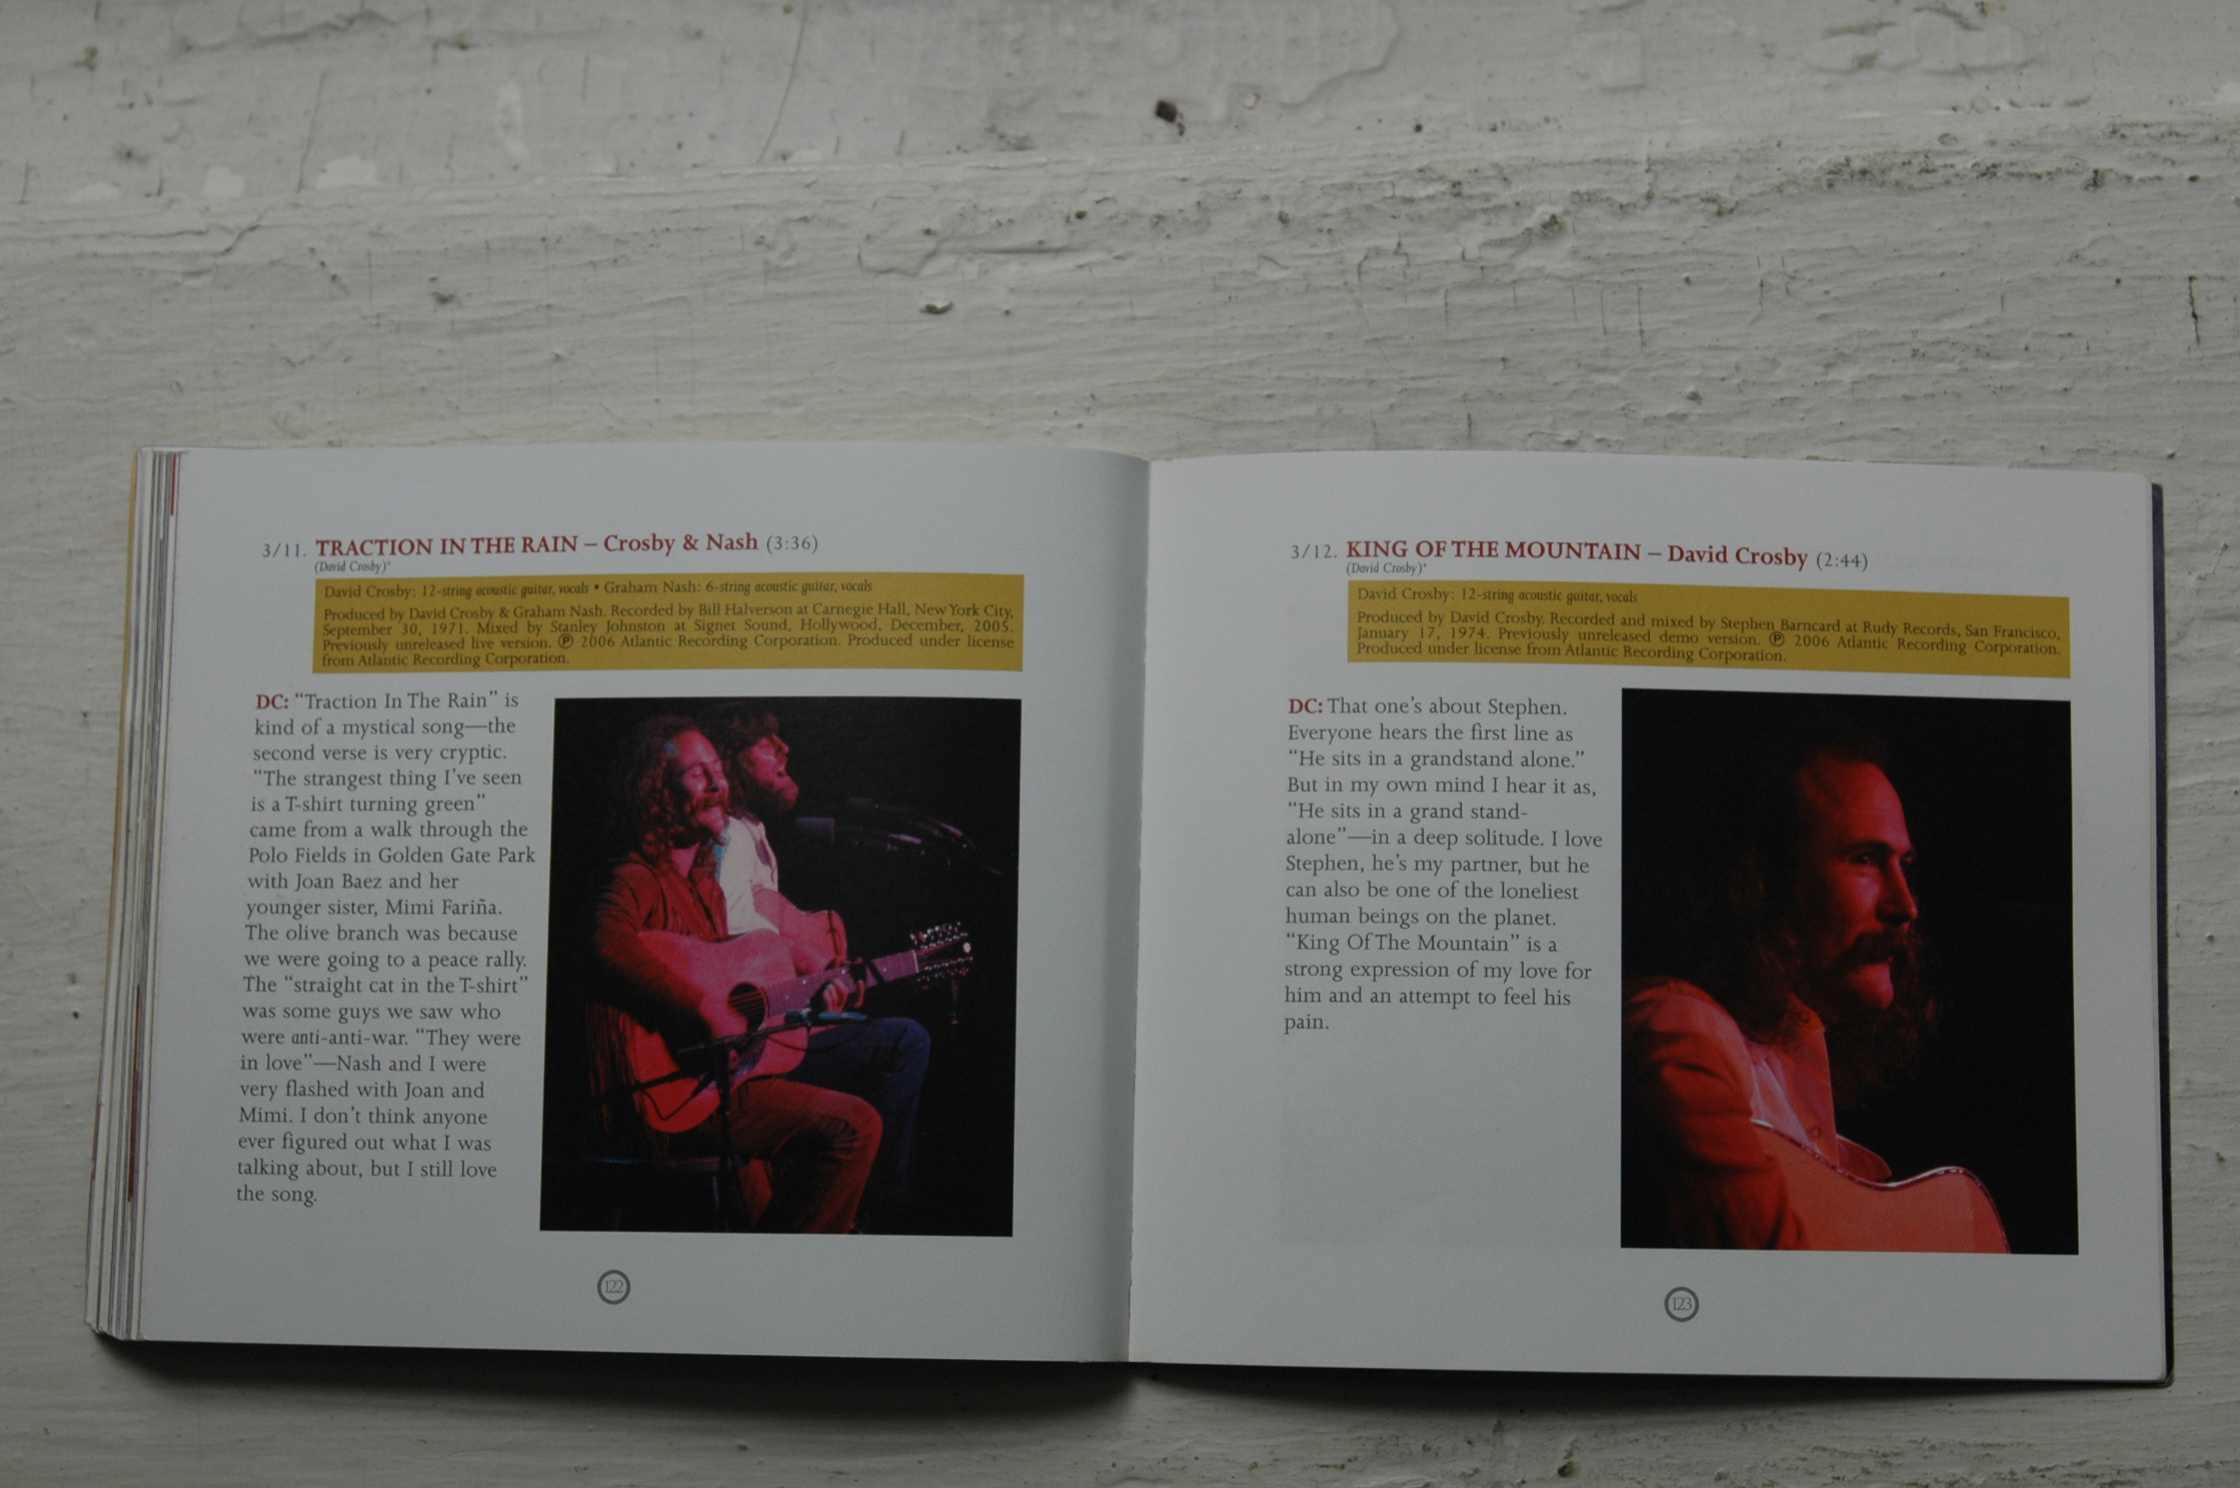 3/11. TRACTION IN THE RAIN – Crosby & Nash (3:36)
(David Crosby)*
David Crosby: 12-string acoustic guitar, vocals • Graham Nash: 6-string acoustic guitar, vocals
Produced by David Crosby & Graham Nash. Recorded by Bill Halverson at Carnegie Hall, New York City,
September 30, 1971. Mixed by Stanley Johnston at Signet Sound, Hollywood, December, 2005.
Previously unreleased live version. ℗ 2006 Atlantic Recording Corporation. Produced under license
from Atlantic Recording Corporation.
DC: “Traction In The Rain” is
kind of a mystical song—the
second verse is very cryptic.
“The strangest thing I’ve seen
is a T-shirt turning green”
came from a walk through the
Polo Fields in Golden Gate Park
with Joan Baez and her
younger sister, Mimi Fariña.
The olive branch was because
we were going to a peace rally.
The “straight cat in the T-shirt”
was some guys we saw who
were anti-anti-war. “They were
in love”—Nash and I were
very flashed with Joan and
Mimi. I don’t think anyone
ever figured out what I was
talking about, but I still love
the song.
122
3/12. KING OF THE MOUNTAIN – David Crosby (2:44)
(David Crosby)*
David Crosby: 12-string acoustic guitar, vocals
Produced by David Crosby. Recorded and mixed by Stephen Barncard at Rudy Records, San Francisco,
January 17, 1974. Previously unreleased demo version. ℗ 2006 Atlantic Recording Corporation.
Produced under license from Atlantic Recording Corporation.
DC: That one’s about Stephen.
Everyone hears the first line as
“He sits in a grandstand alone.”
But in my own mind I hear it as,
“He sits in a grand stand-
alone”—in a deep solitude. I love
Stephen, he’s my partner, but he
can also be one of the loneliest
human beings on the planet.
“King Of The Mountain” is a
strong expression of my love for
him and an attempt to feel his
pain.
123